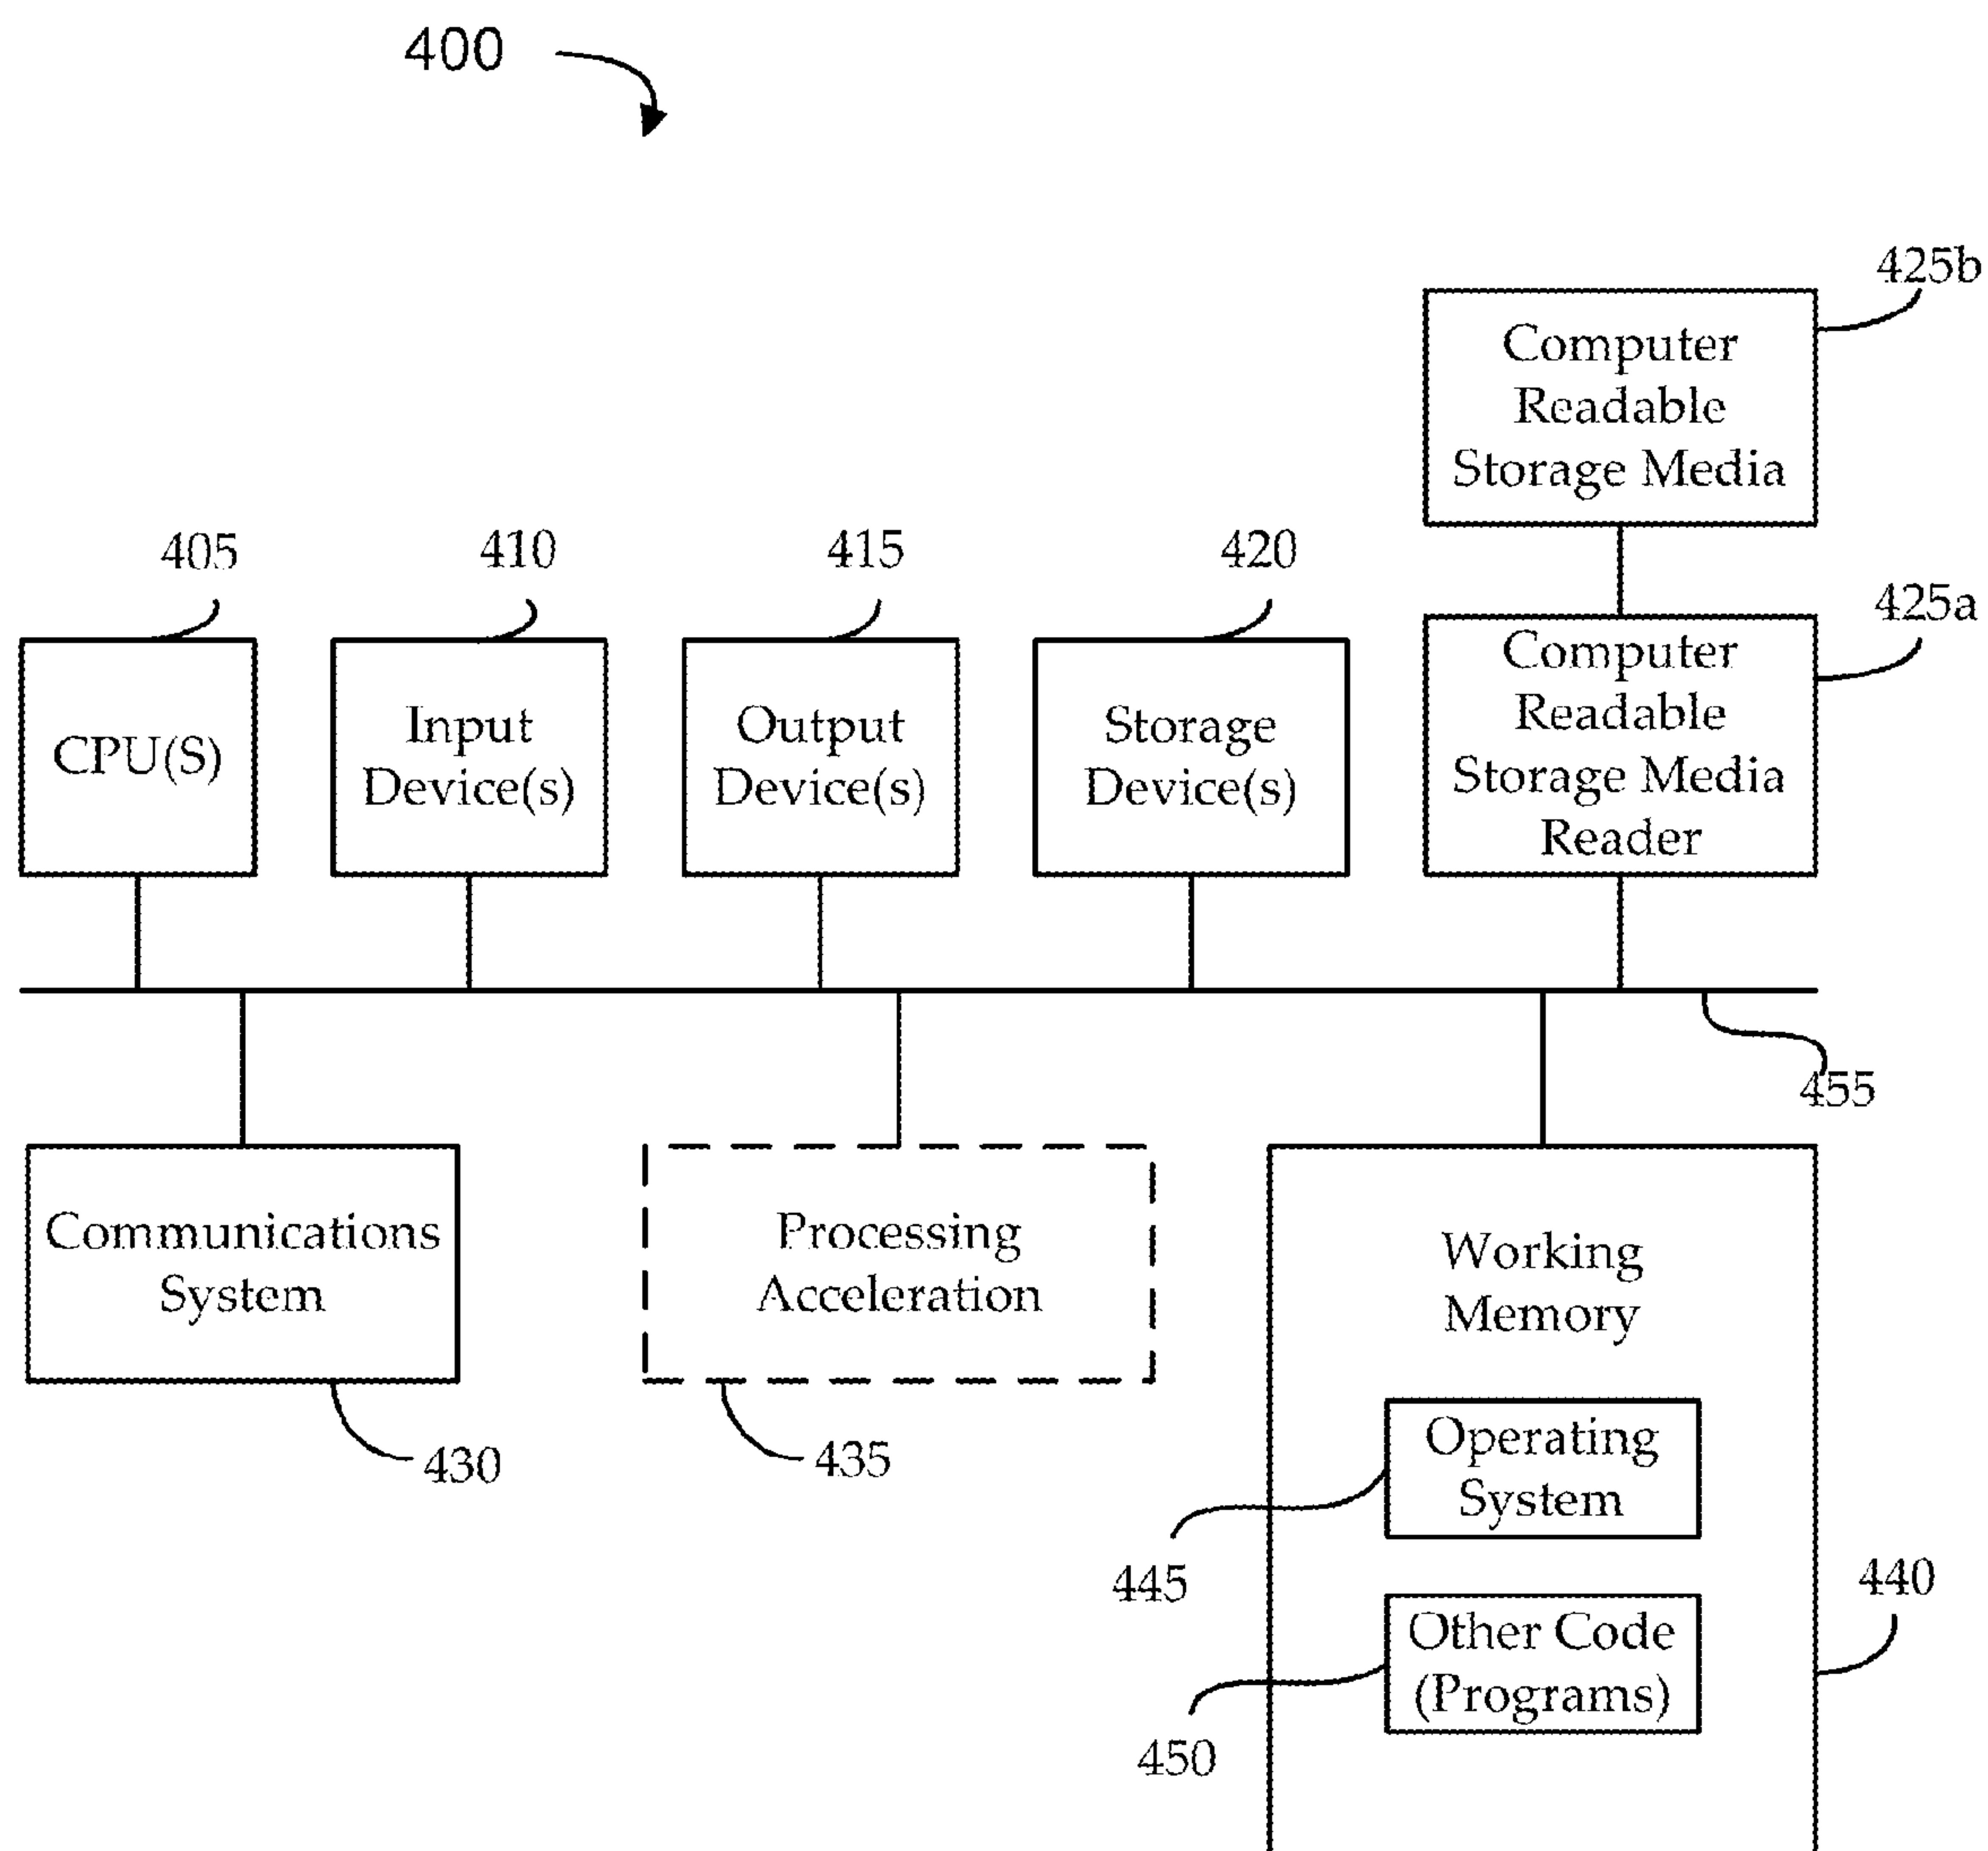 400
425b
Computer
Readable
Storage Media
405
410
415
420
425a
CPU(S)
Input
Device(s)
Output
Device(s)
Storage
Device(s)
Computer
Readable
Storage Media
Reader
455
Communications
System
430
Processing
Acceleration
435
Working
Memory
Operating
System
445
440
Other Code
(Programs)
450